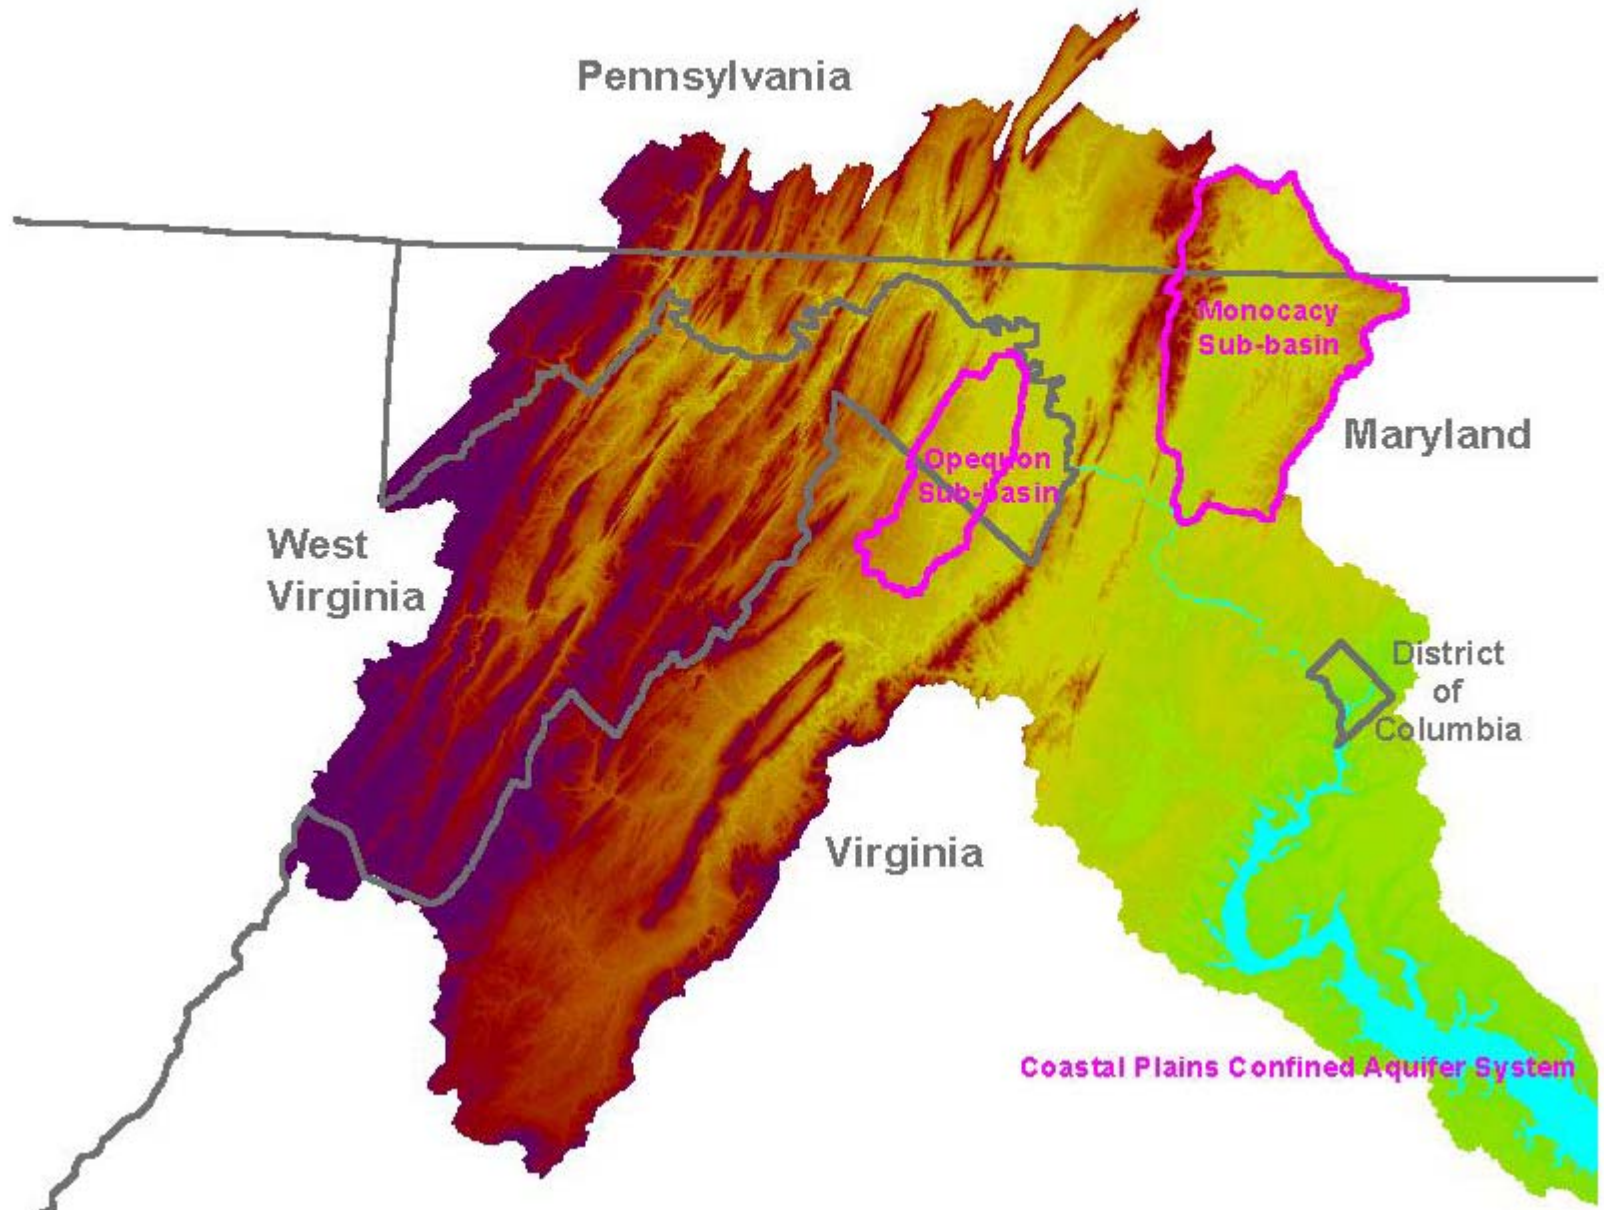 Pennsylvania
Monocacy
Sub-basin
Maryland
Opequon
Sub-basin
West
Virginia
District
of
Columbia
Virginia
Coastal Plains Confined Aquifer System